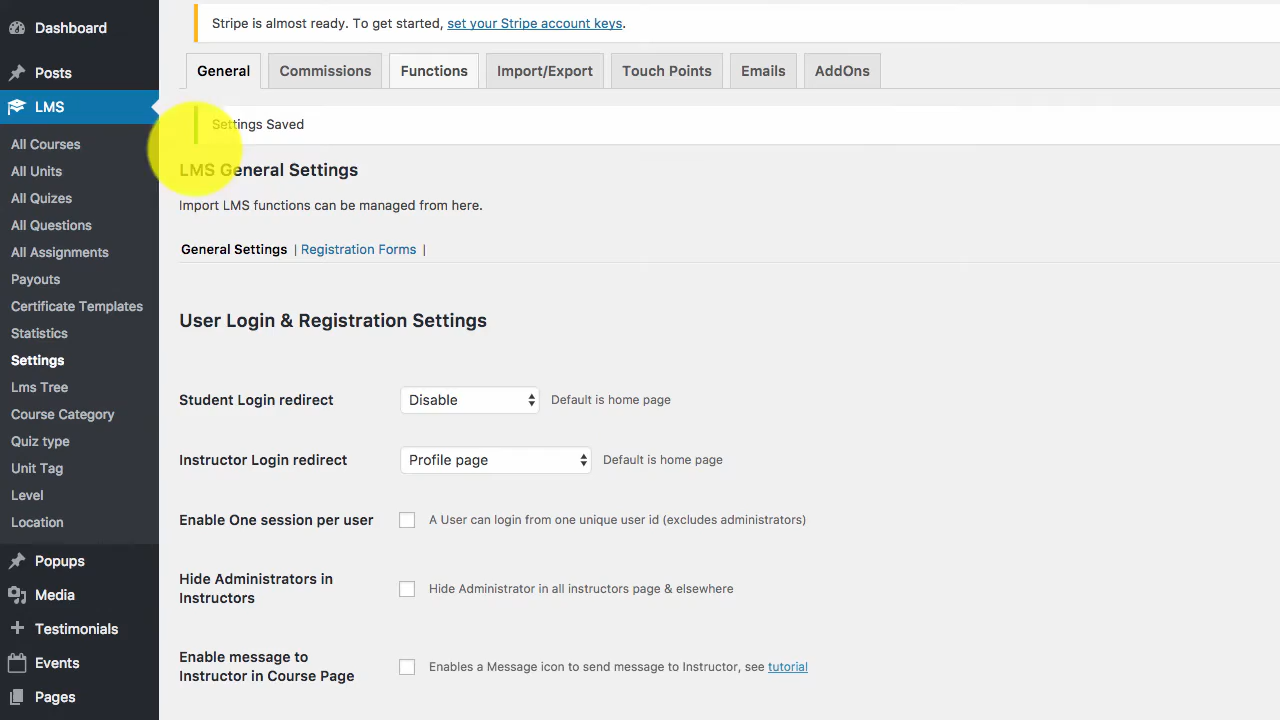 Dashboard
Posts
LMS
All Courses
All Units
All Quizes
All Questions
All Assignments
Payouts
Certificate Templates
Statistics
Settings
Lms Tree
Course Category
Quiz type
Unit Tag
Level
Location
Popups
Media
Testimonials
Events
Pages
Stripe is almost ready. To get started, set your Stripe account keys.
General Commissions Functions Import/Export Touch Points Emails AddOns
Settings Saved
LMS General Settings
Import LMS functions can be managed from here.
General Settings | Registration Forms |
User Login & Registration Settings
Student Login redirect Disable Default is home page
Instructor Login redirect Profile page Default is home page
Enable One session per user A User can login from one unique user id (excludes administrators)
Hide Administrators in
Instructors
Hide Administrator in all instructors page & elsewhere
Enable message to
Instructor in Course Page
Enables a Message icon to send message to Instructor, see tutorial